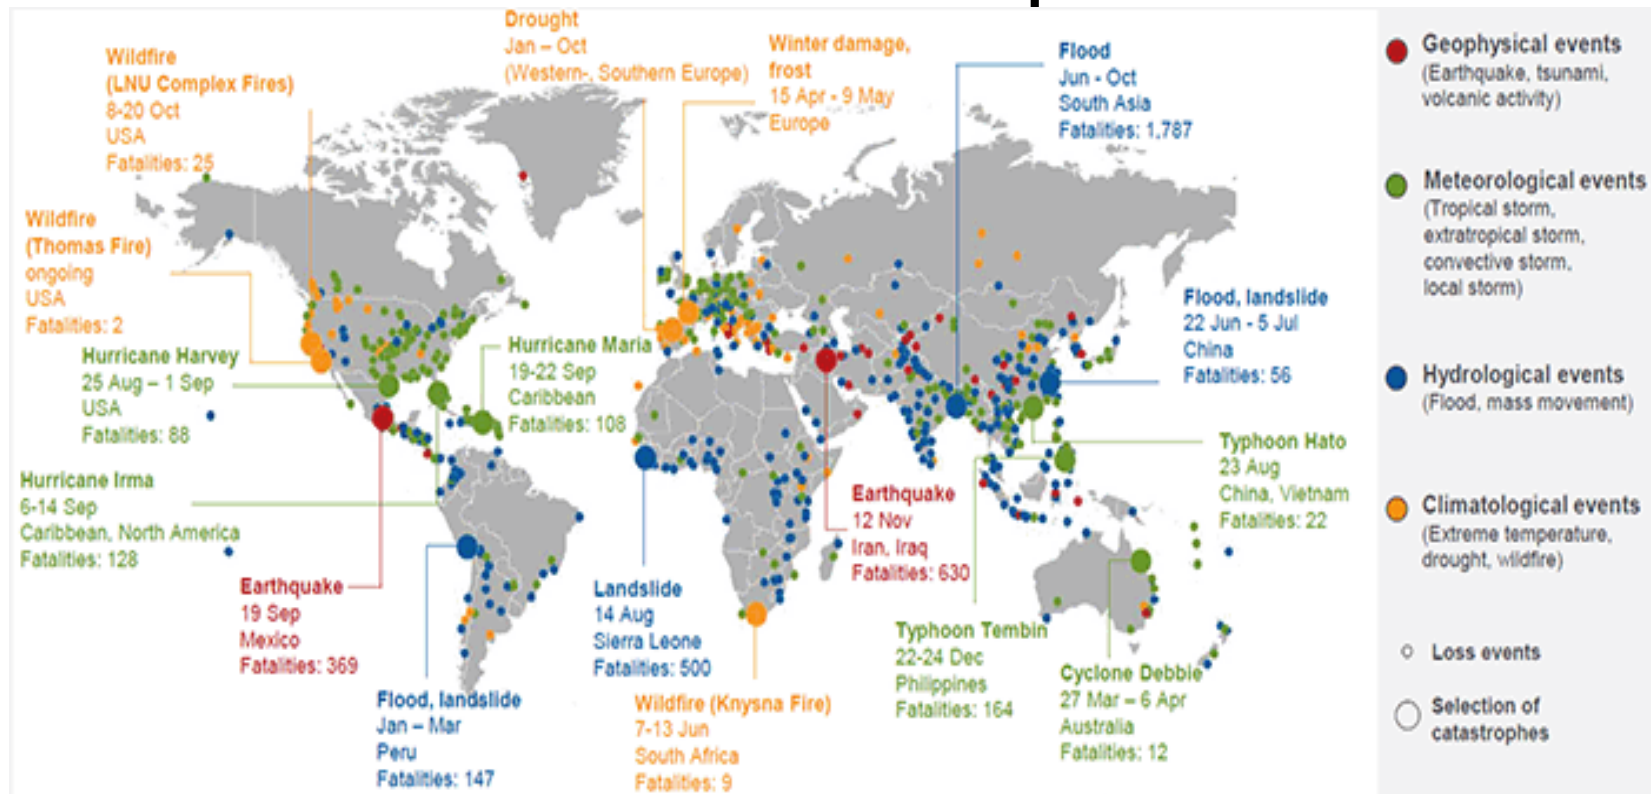 Drought
Jan – Oct
(Western-, Southern Europe)
Winter damage,
frost
15 Apr - 9 May
Europe
Flood
Jun - Oct
South Asia
Fatalities: 1.787
Wildfire
(LNU Complex Fires)
8-20 Oct
USA
Fatalities: 25
Wildfire
(Thomas Fire)
ongoing
USA
Fatalities: 2
Hurricane Harvey
25 Aug – 1 Sep
USA
Fatalities: 88
Hurricane Maria
19-22 Sep
Caribbean
Fatalities: 108
Flood, landslide
22 Jun - 5 Jul
China
Fatalities: 56
Hurricane Irma
6-14 Sep
Caribbean, North America
Fatalities: 128
Typhoon Hato
23 Aug
China, Vietnam
Fatalities: 22
Earthquake
12 Nov
Iran, Iraq
Fatalities: 630
Earthquake
19 Sep
Mexico
Fatalities: 369
Landslide
14 Aug
Sierra Leone
Fatalities: 500
Typhoon Tembin
22-24 Dec
Philippines
Fatalities: 164
Cyclone Debbie
27 Mar – 6 Apr
Australia
Fatalities: 12
Flood, landslide
Jan – Mar
Peru
Fatalities: 147
Wildfire (Knysna Fire)
7-13 Jun
South Africa
Fatalities: 9
Geophysical events
(Earthquake, tsunami,
volcanic activity)
Meteorological events
(Tropical storm,
extratropical storm,
convective storm,
local storm)
Hydrological events
(Flood, mass movement)
Climatological events
(Extreme temperature,
drought, wildfire)
Loss events
Selection of
catastrophes